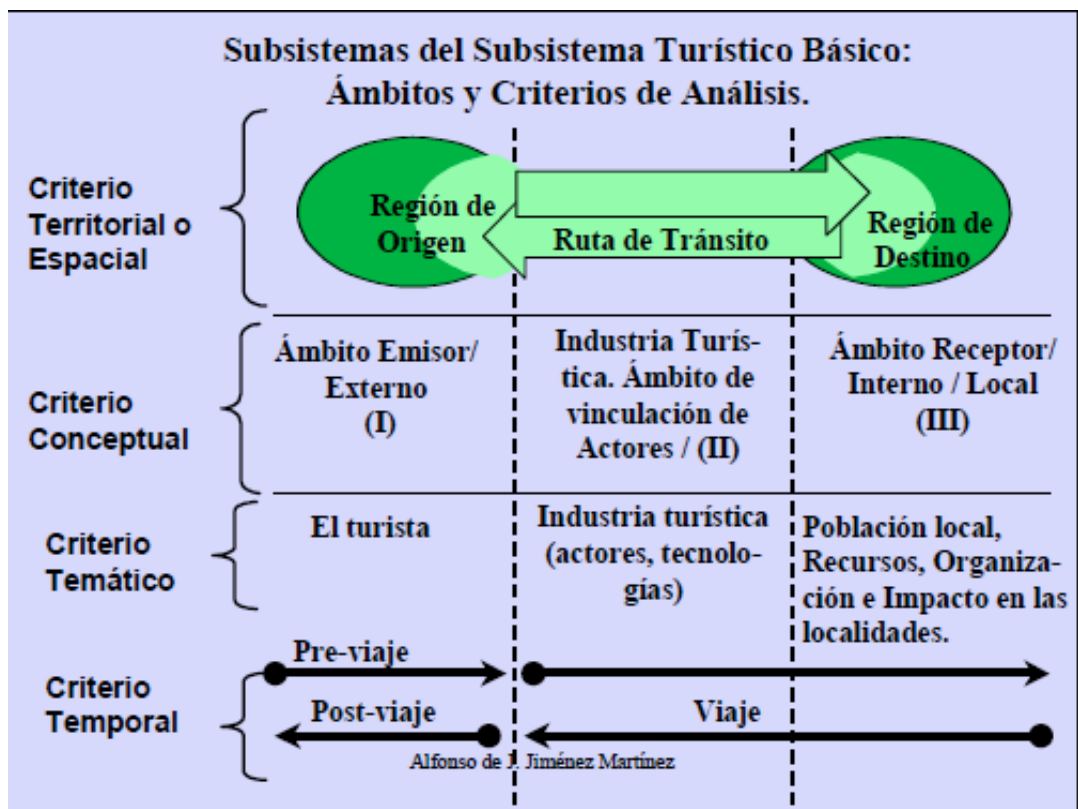 Subsistemas del Subsistema Turístico Básico:
Ámbitos y Criterios de Análisis.
Criterio
Territorial o
Espacial
Región de
Origen
Ruta de Tránsito
Región de
Destino
Criterio
Conceptual
Ámbito Emisor/
Externo
(I)
Industria Turís-
tica. Ámbito de
vinculación de
Actores / (II)
Ámbito Receptor/
Interno / Local
(III)
Criterio
Temático
El turista
Industria turística
(actores, tecnolo-
gías)
Población local,
Recursos, Organiza-
ción e Impacto en las
localidades.
Criterio
Temporal
Pre-viaje
Post-viaje
Viaje
Alfonso de J. Jiménez Martínez